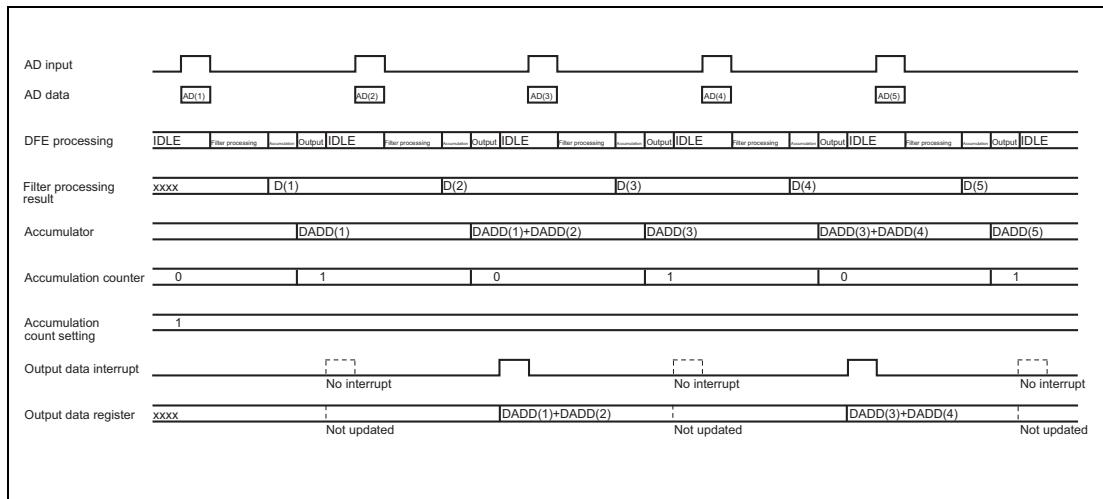 AD input
AD data AD(1) AD(2) AD(3) AD(4) AD(5)
DFE processing IDLE Filter processing Accumulation Output IDLE Filter processing Accumulation Output IDLE Filter processing Accumulation Output IDLE Filter processing Accumulation Output IDLE Filter processing Accumulation Output IDLE
Filter processing result xxxx D(1) D(2) D(3) D(4) D(5)
Accumulator DADD(1) DADD(1)+DADD(2) DADD(3) DADD(3)+DADD(4) DADD(5)
Accumulation counter 0 1 0 1 0 1
Accumulation count setting 1
Output data interrupt
No interrupt No interrupt No interrupt
Output data register xxxx DADD(1)+DADD(2) DADD(3)+DADD(4)
Not updated Not updated Not updated